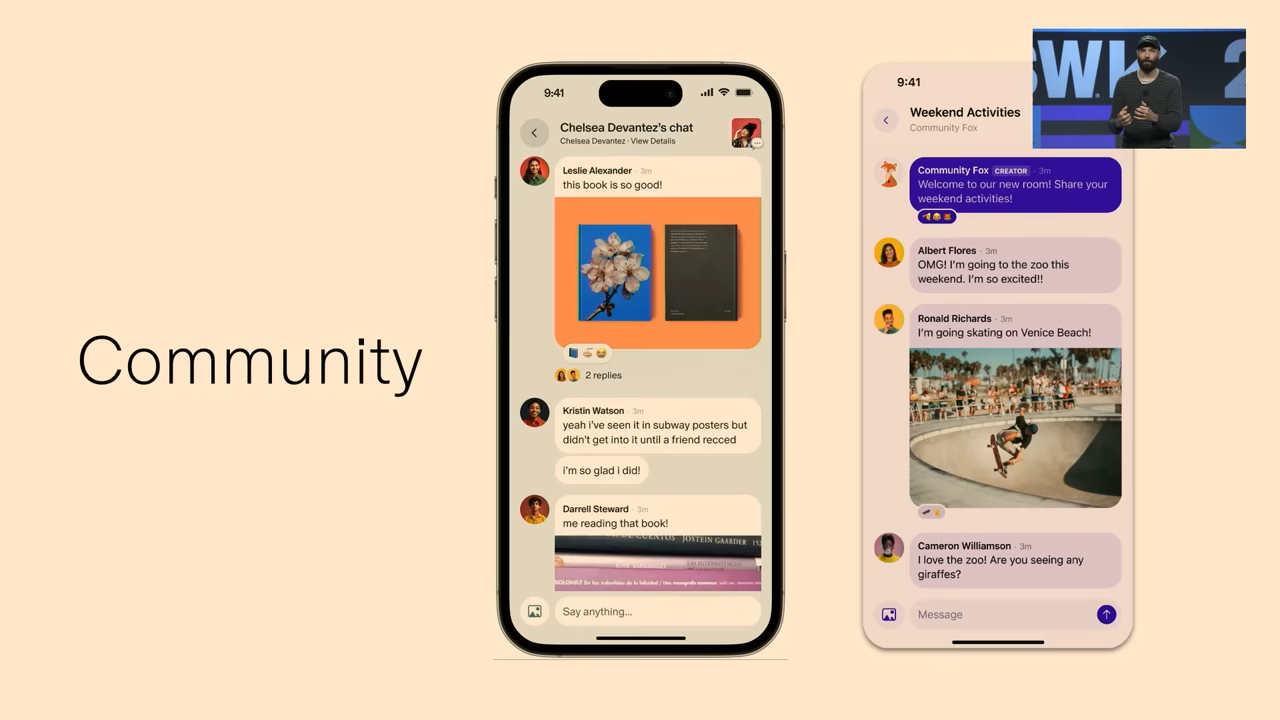 Community
9:41
Chelsea Devantez's chat
Chelsea Devantez · View Details
Leslie Alexander · 3m
this book is so good!
2 replies
Kristin Watson · 3m
yeah i've seen it in subway posters but
didn't get into it until a friend recced
i'm so glad i did!
Darrell Steward · 3m
me reading that book!
CUENTOS JOSTEIN GAARDER
Say anything...
9:41
Weekend Activities
Community Fox
Community Fox CREATOR · 3m
Welcome to our new room! Share your
weekend activities!
Albert Flores · 3m
OMG! I'm going to the zoo this
weekend. I'm so excited!!
Ronald Richards · 3m
I'm going skating on Venice Beach!
Cameron Williamson · 3m
I love the zoo! Are you seeing any
giraffes?
Message
SW.K 2